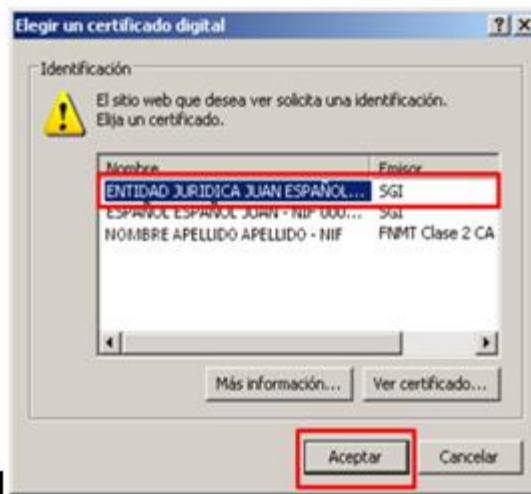 Elegir un certificado digital
Identificación
El sitio web que desea ver solicita una identificación.
Elija un certificado.
Nombre Emisor
ENTIDAD JURIDICA JUAN ESPAÑOL... SGI
ESPAÑOL ESPAÑOL JUAN - NIF 000... SGI
NOMBRE APELLIDO APELLIDO - NIF FNMT Clase 2 CA
Más información... Ver certificado...
Aceptar Cancelar